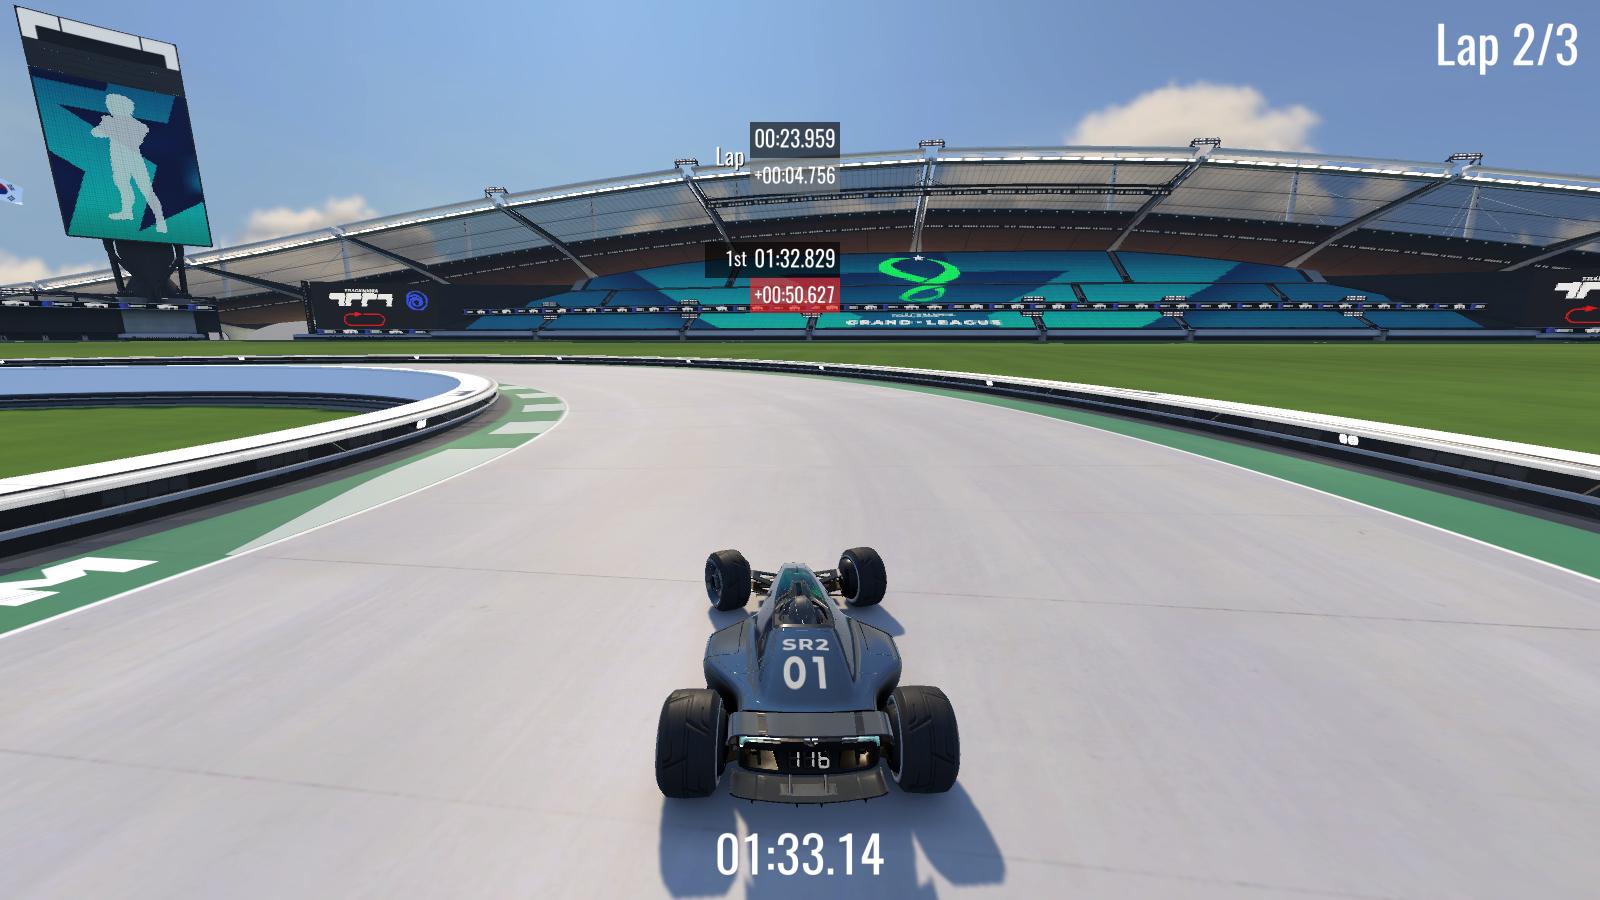 Lap 2/3
00:23.959
Lap
+00:04.756
1st 01:32.829
+00:50.627
TRACKMANIA
GRAND LEAGUE
SR2
01
116
01:33.14